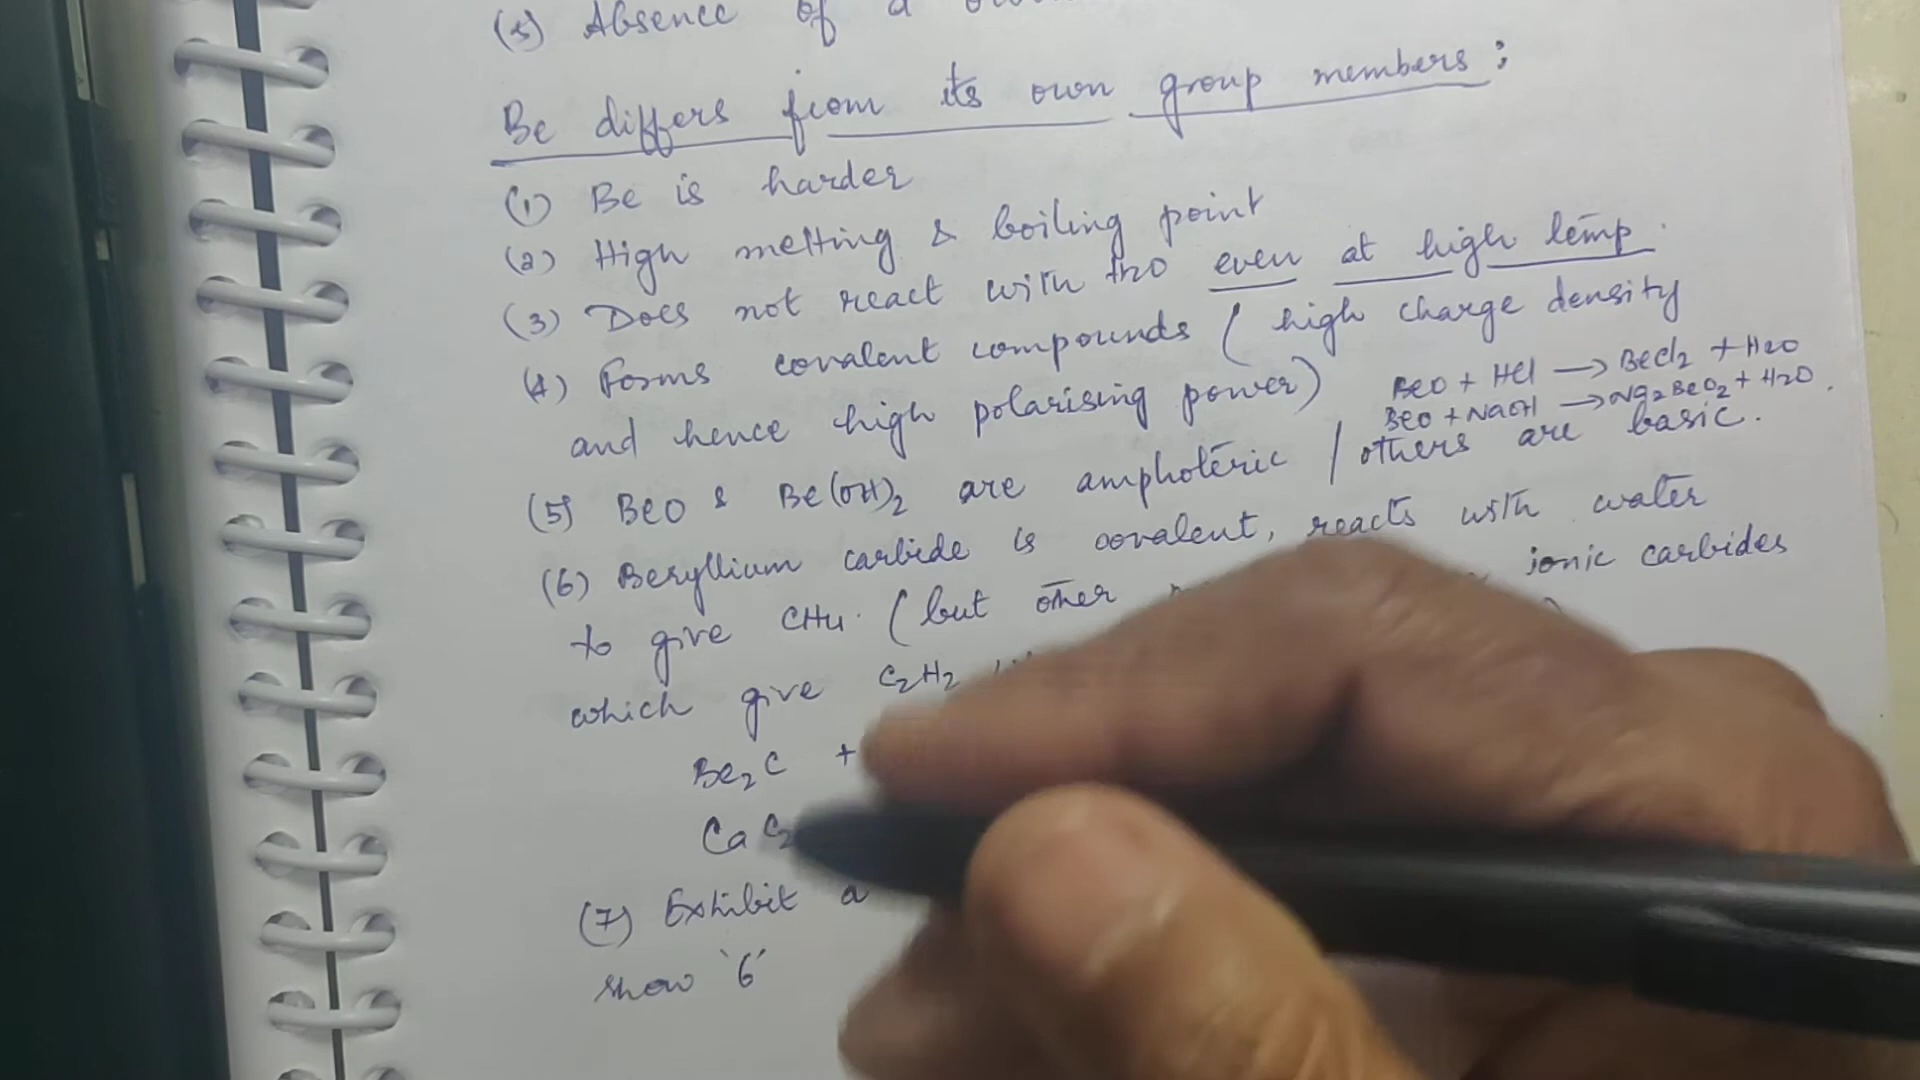 (5) Absence of a
Be differs from its own group members :
(1) Be is harder
(2) High melting & boiling point
(3) Does not react with H2O even at high temp.
(4) Forms covalent compounds ( high charge density
and hence high polarising power)
BeO + HCl → BeCl2 + H2O
BeO + NaOH → Na2BeO2 + H2O.
(5) BeO & Be(OH)2 are amphoteric / others are basic.
(6) Beryllium carbide is covalent, reacts with water
to give CH4. (but other ionic carbides
which give C2H2
Be2C +
CaC2
(7) Exhibit a
show '6'